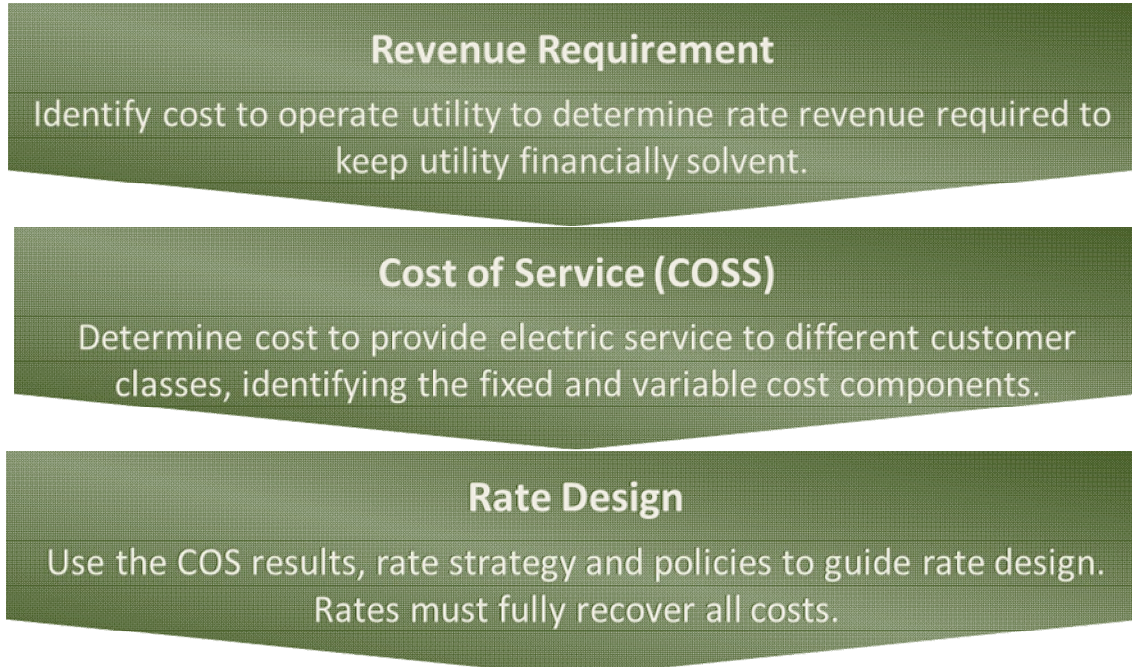 Revenue Requirement
Identify cost to operate utility to determine rate revenue required to
keep utility financially solvent.
Cost of Service (COSS)
Determine cost to provide electric service to different customer
classes, identifying the fixed and variable cost components.
Rate Design
Use the COS results, rate strategy and policies to guide rate design.
Rates must fully recover all costs.